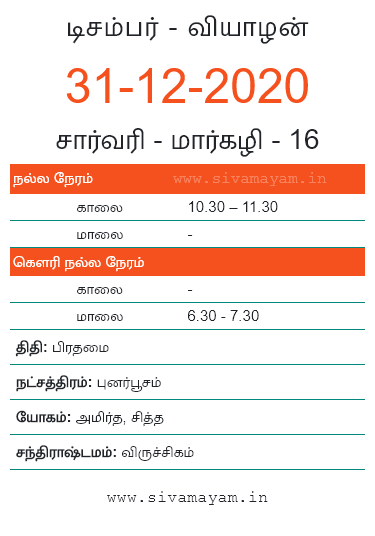 டிசம்பர் - வியாழன்
31-12-2020
சார்வரி - மார்கழி - 16
நல்ல நேரம் www.sivamayam.in
காலை 10.30 – 11.30
மாலை -
கௌரி நல்ல நேரம்
காலை -
மாலை 6.30 - 7.30
திதி: பிரதமை
நட்சத்திரம்: புனர்பூசம்
யோகம்: அமிர்த, சித்த
சந்திராஷ்டமம்: விருச்சிகம்
www.sivamayam.in